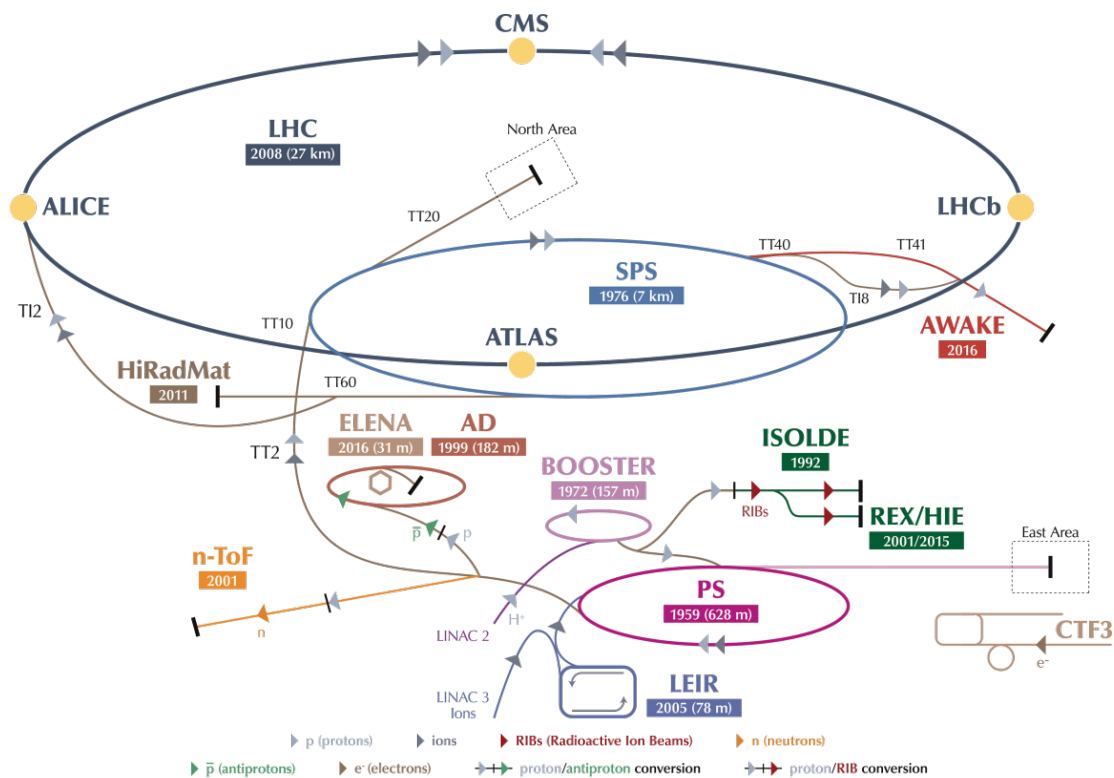 CMS
LHC
2008 (27 km)
North Area
ALICE
TT20
LHCb
TT40
TT41
SPS
1976 (7 km)
TI8
TI2
TT10
ATLAS
AWAKE
2016
HiRadMat
2011
TT60
ELENA
2016 (31 m)
AD
1999 (182 m)
TT2
BOOSTER
1972 (157 m)
ISOLDE
1992
RIBs
REX/HIE
2001/2015
p̅
p
East Area
n-ToF
2001
n
PS
1959 (628 m)
H⁺
LINAC 2
CTF3
e⁻
LEIR
2005 (78 m)
LINAC 3
Ions
p (protons)
ions
RIBs (Radioactive Ion Beams)
n (neutrons)
p̅ (antiprotons)
e⁻ (electrons)
proton/antiproton conversion
proton/RIB conversion